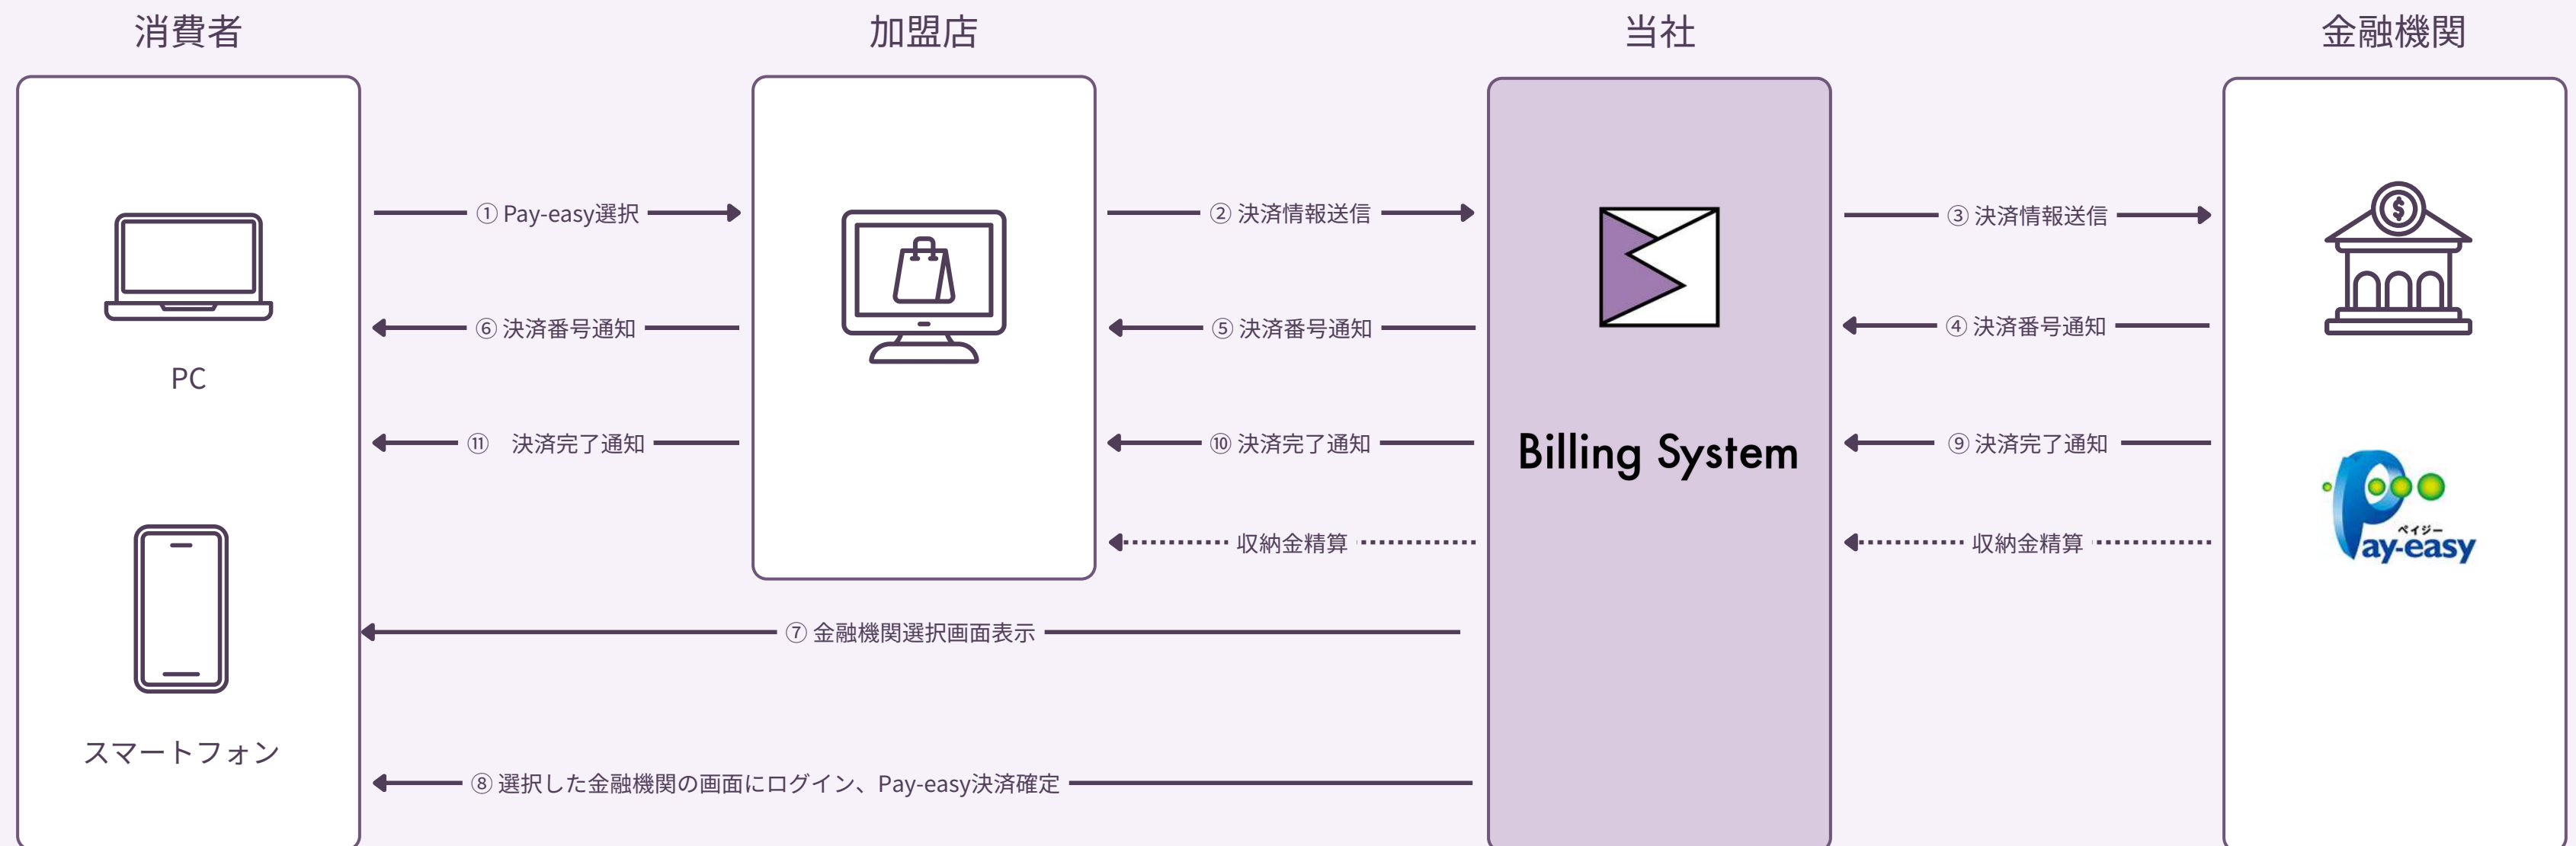 消費者
加盟店
当社
金融機関
① Pay-easy選択
② 決済情報送信
③ 決済情報送信
⑥ 決済番号通知
⑤ 決済番号通知
④ 決済番号通知
PC
⑪　決済完了通知
⑩ 決済完了通知
⑨ 決済完了通知
Billing System
収納金精算
収納金精算
ペイジー
Pay-easy
⑦ 金融機関選択画面表示
スマートフォン
⑧ 選択した金融機関の画面にログイン、Pay-easy決済確定